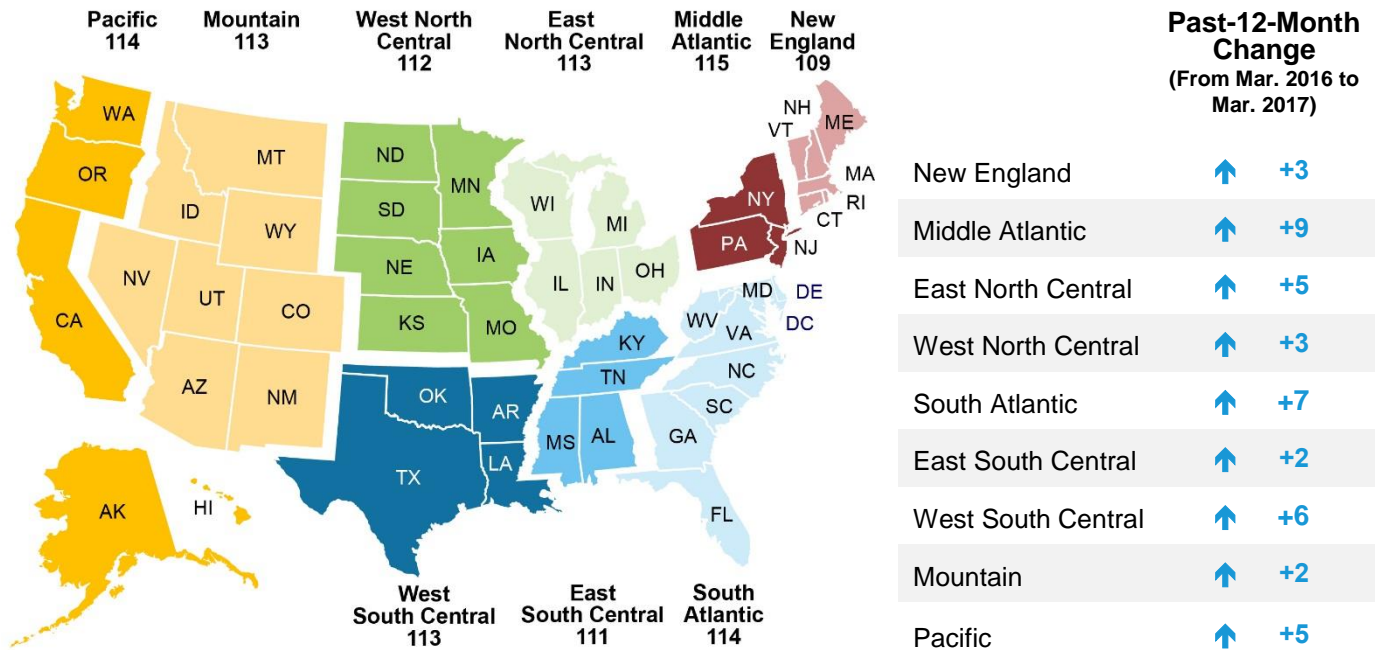 Pacific
114
Mountain
113
West North
Central
112
East
North Central
113
Middle
Atlantic
115
New
England
109
WA
OR
CA
AK
HI
MT
ID
WY
NV
UT
CO
AZ
NM
ND
SD
NE
KS
MN
IA
MO
WI
MI
IL
IN
OH
NY
PA
NJ
NH
VT
ME
MA
RI
CT
MD
DE
DC
WV
VA
NC
SC
GA
FL
KY
TN
MS
AL
OK
AR
TX
LA
West
South Central
113
East
South Central
111
South
Atlantic
114
Past-12-Month
Change
(From Mar. 2016 to
Mar. 2017)
New England +3
Middle Atlantic +9
East North Central +5
West North Central +3
South Atlantic +7
East South Central +2
West South Central +6
Mountain +2
Pacific +5